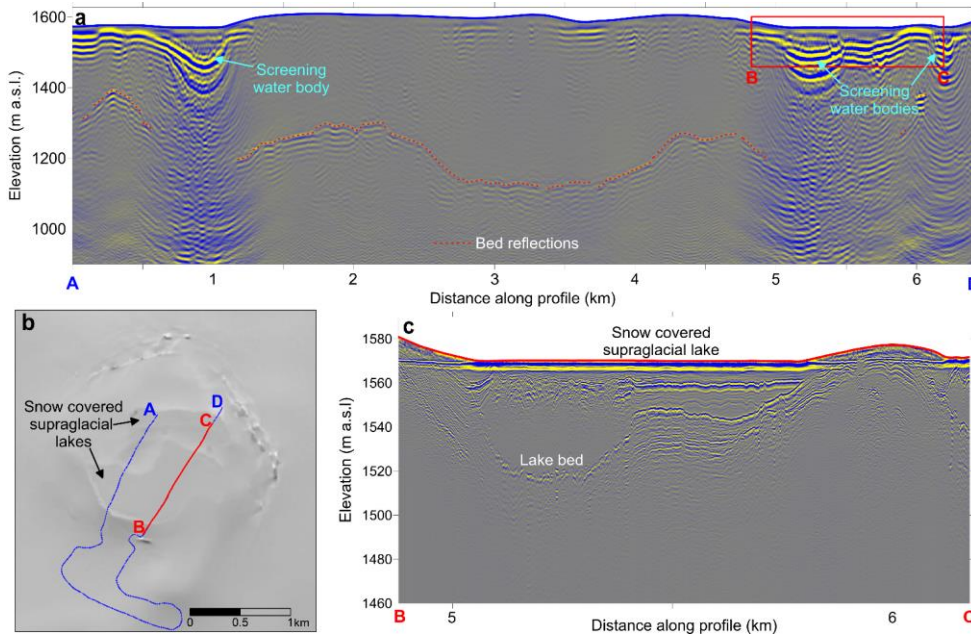 a
1600
1400
1200
1000
Elevation (m a.s.l.)
Screening
water body
B
C
Screening
water bodies
Bed reflections
1
2
3
4
5
6
A
Distance along profile (km)
b
Snow covered
supraglacial
lakes
A
D
C
B
0
0.5
1km
c
Snow covered
supraglacial lake
1580
1560
1540
1520
1500
1480
1460
Elevation (m a.s.l)
Lake bed
B
5
6
Distance along profile (km)